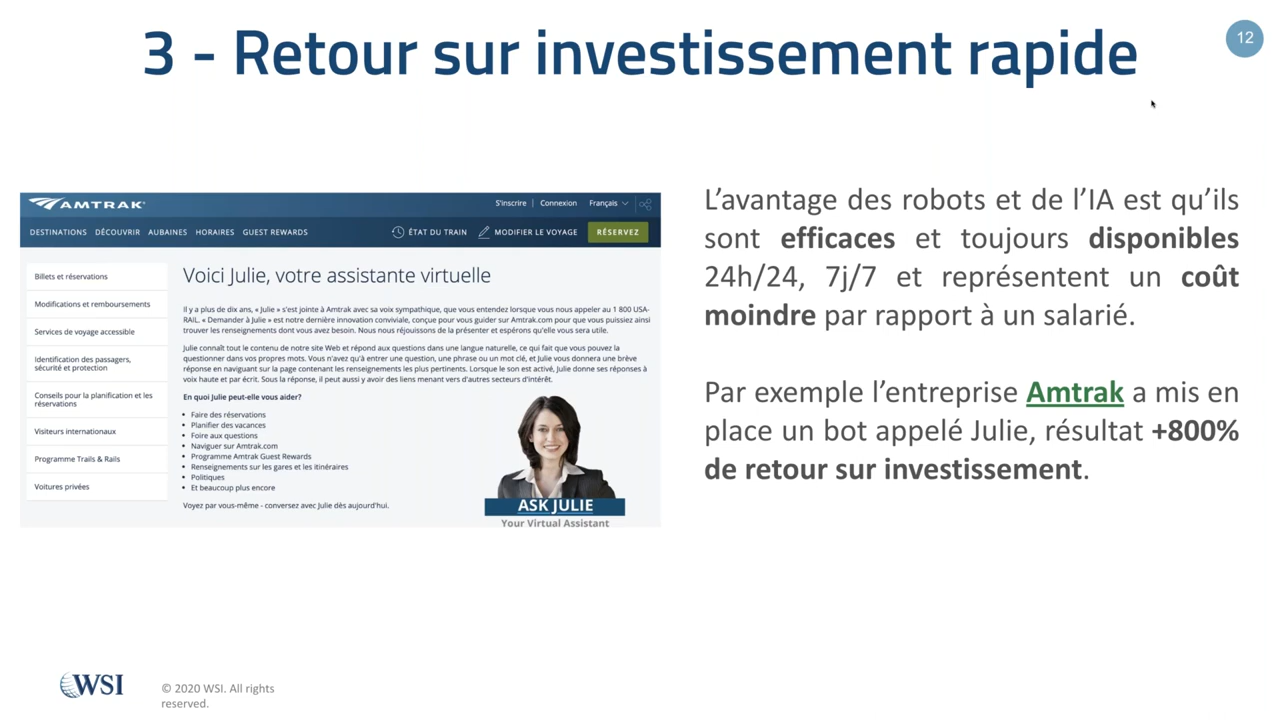 3 - Retour sur investissement rapide
12
AMTRAK
S'inscrire | Connexion Français
DESTINATIONS DÉCOUVRIR AUBAINES HORAIRES GUEST REWARDS ÉTAT DU TRAIN MODIFIER LE VOYAGE RÉSERVEZ
Billets et réservations
Modifications et remboursements
Services de voyage accessible
Identification des passagers,
sécurité et protection
Conseils pour la planification et les
réservations
Visiteurs internationaux
Programme Trails & Rails
Voitures privées
Voici Julie, votre assistante virtuelle
Il y a plus de dix ans, « Julie » s'est jointe à Amtrak avec sa voix sympathique, que vous entendez lorsque vous nous appeler au 1 800 USA-
RAIL. « Demander à Julie » est notre dernière innovation conviviale, conçue pour vous guider sur Amtrak.com pour que vous puissiez ainsi
trouver les renseignements dont vous avez besoin. Nous nous réjouissons de la présenter et espérons qu'elle vous sera utile.
Julie connaît tout le contenu de notre site Web et répond aux questions dans une langue naturelle, ce qui fait que vous pouvez la
questionner dans vos propres mots. Vous n'avez qu'à entrer une question, une phrase ou un mot clé, et Julie vous donnera une brève
réponse en naviguant sur la page contenant les renseignements les plus pertinents. Lorsque le son est activé, Julie donne ses réponses à
voix haute et par écrit. Sous la réponse, il peut aussi y avoir des liens menant vers d'autres secteurs d'intérêt.
En quoi Julie peut-elle vous aider?
• Faire des réservations
• Planifier des vacances
• Foire aux questions
• Naviguer sur Amtrak.com
• Programme Amtrak Guest Rewards
• Renseignements sur les gares et les itinéraires
• Politiques
• Et beaucoup plus encore
Voyez par vous-même - conversez avec Julie dès aujourd'hui.
ASK JULIE
Your Virtual Assistant
L'avantage des robots et de l'IA est qu'ils
sont efficaces et toujours disponibles
24h/24, 7j/7 et représentent un coût
moindre par rapport à un salarié.
Par exemple l'entreprise Amtrak a mis en
place un bot appelé Julie, résultat +800%
de retour sur investissement.
WSI
© 2020 WSI. All rights
reserved.